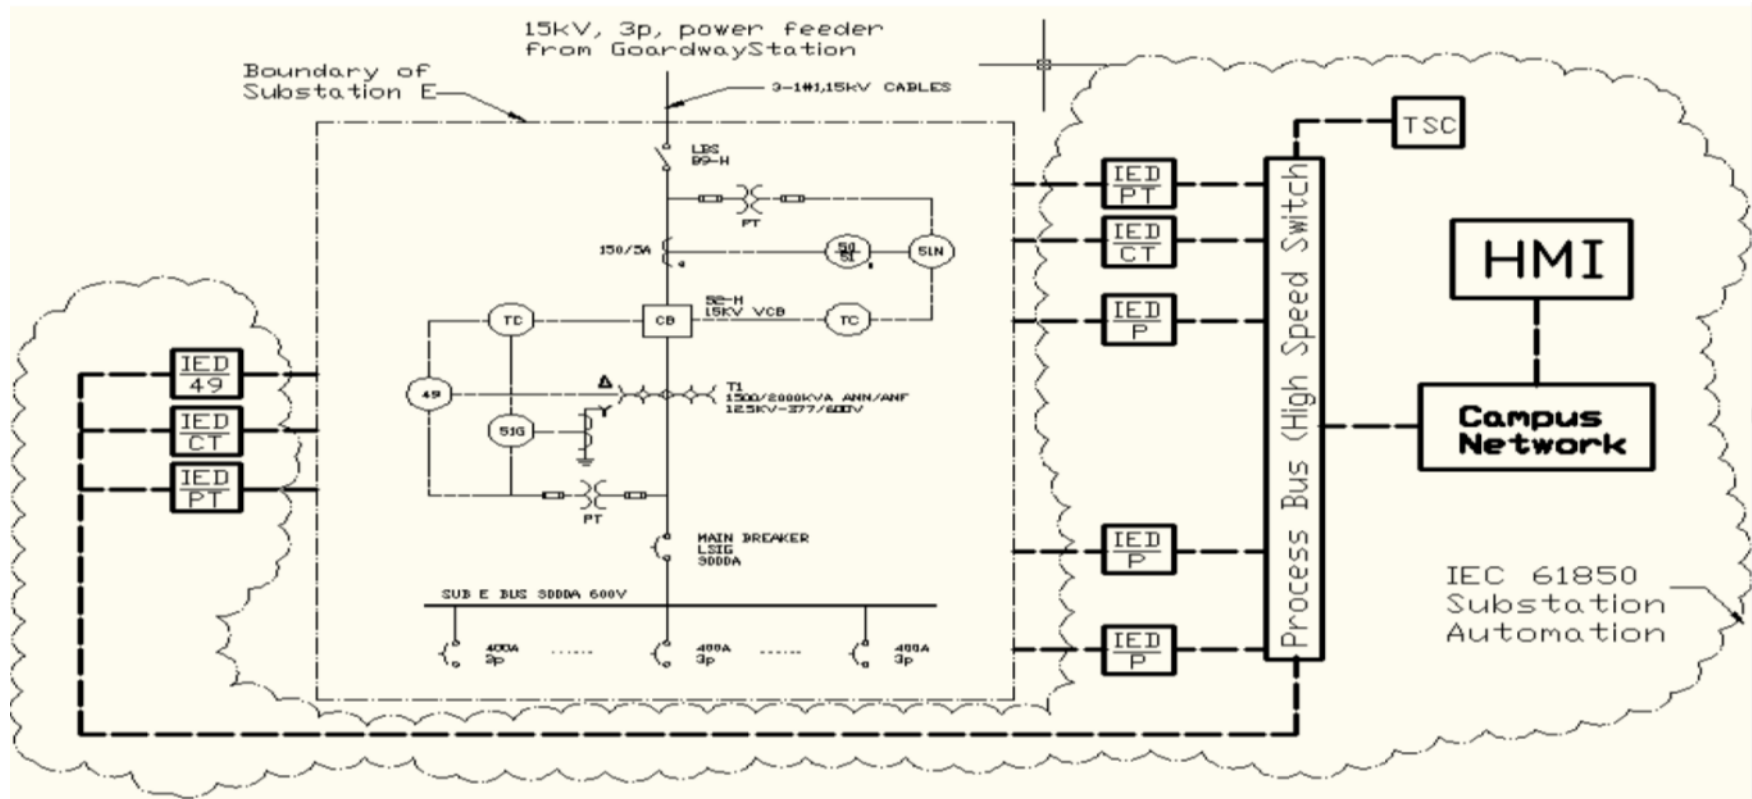 15kV, 3p, power feeder
from GoardwayStation
Boundary of
Substation E
3-1#1,15kV CABLES
LBS
89-H
PT
150/5A
50
51
51N
52-H
15KV VCB
TC
CB
TC
49
Δ
T1
1500/2000KVA ANN/ANF
12.5KV-377/600V
51G
PT
MAIN BREAKER
LSIG
3000A
SUB E BUS 3000A 600V
400A
3p
......
400A
3p
......
400A
3p
IED
49
IED
CT
IED
PT
IED
PT
IED
CT
IED
P
IED
P
IED
P
Process Bus (High Speed Switch
TSC
HMI
Campus
Network
IEC 61850
Substation
Automation